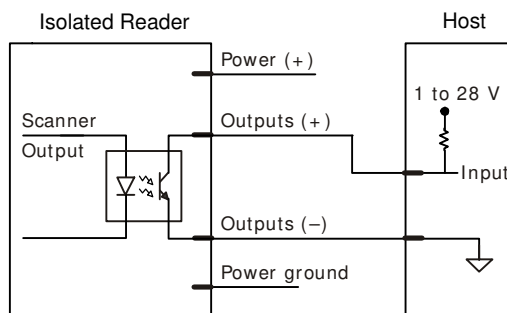 Isolated Reader
Host
Power (+)
1 to 28 V
Scanner
Output
Outputs (+)
Input
Outputs (–)
Power ground